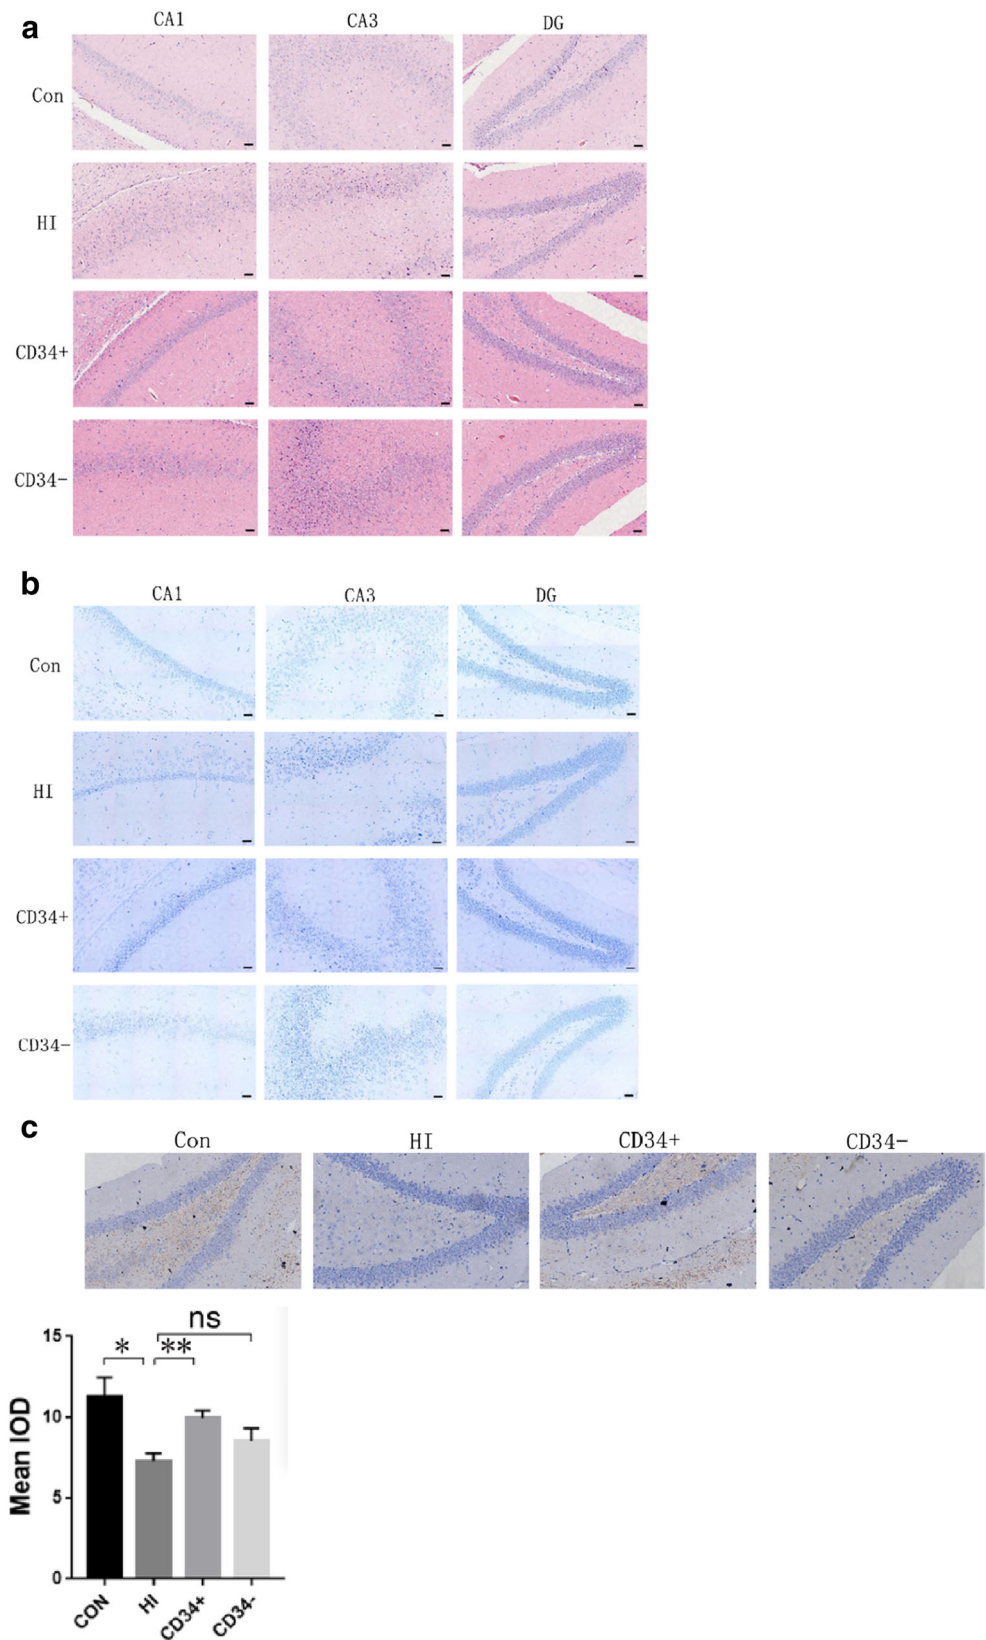 a
CA1 CA3 DG
Con
HI
CD34+
CD34−
b
CA1 CA3 DG
Con
HI
CD34+
CD34−
c
Con HI CD34+ CD34−
ns
* **
15
10
5
0
Mean IOD
CON HI CD34+ CD34-